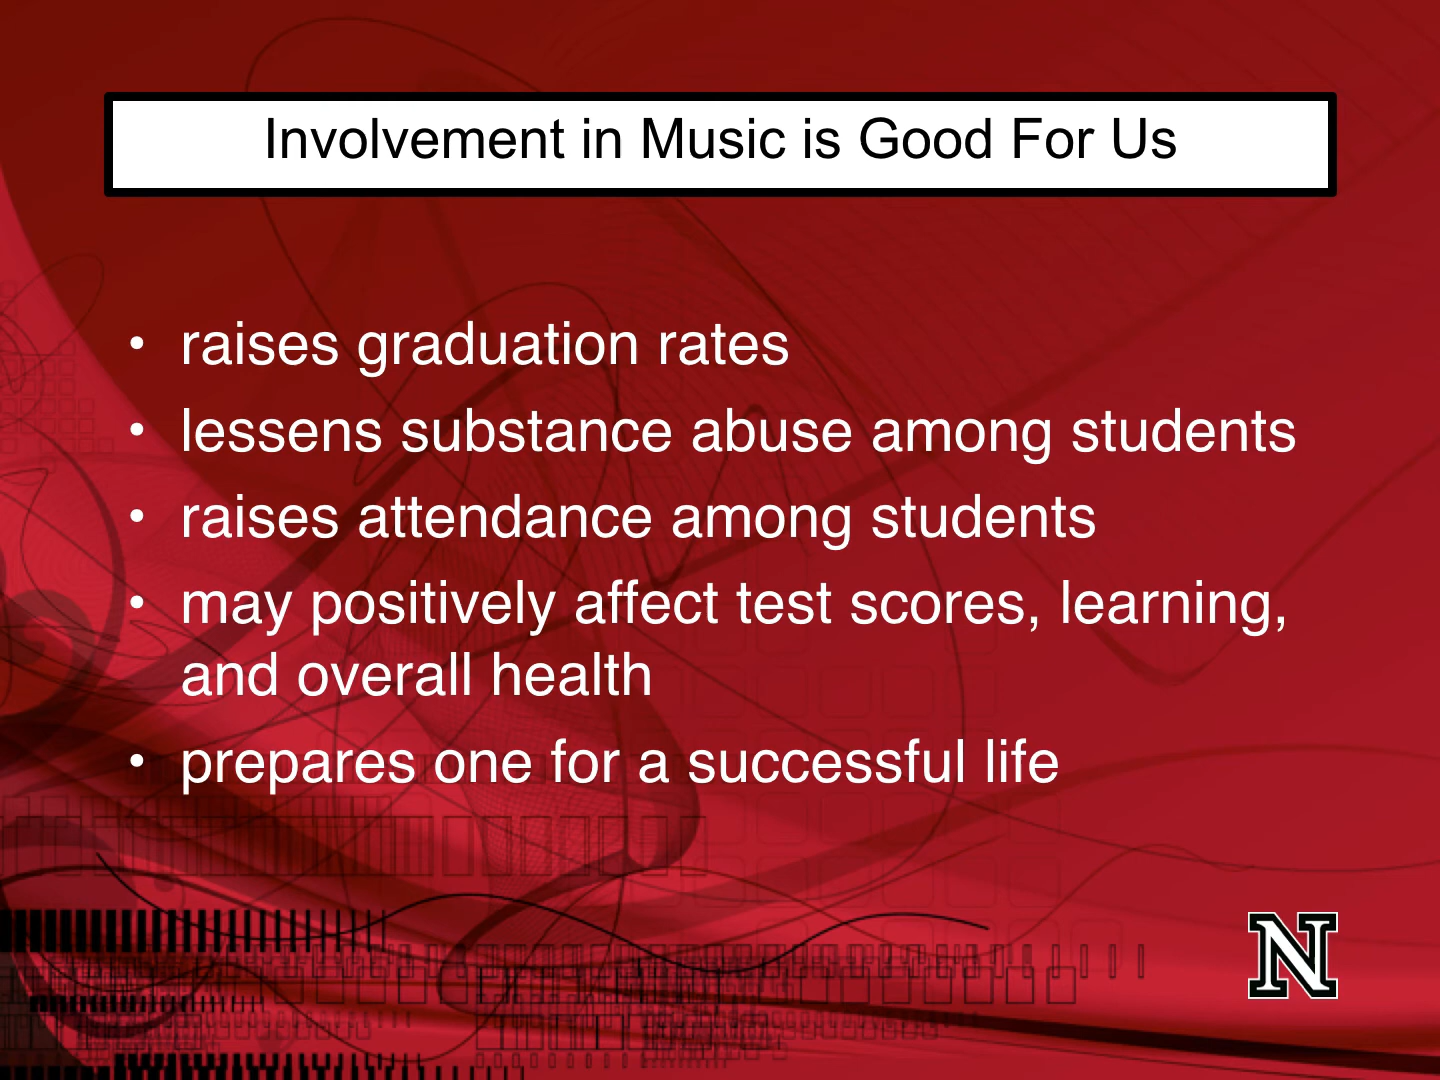 Involvement in Music is Good For Us
• raises graduation rates
• lessens substance abuse among students
• raises attendance among students
• may positively affect test scores, learning,
and overall health
• prepares one for a successful life
N